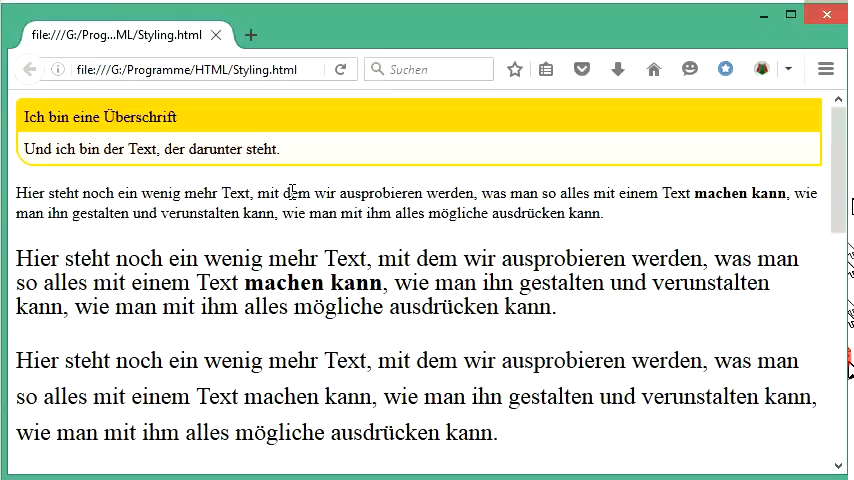 file:///G:/Prog...ML/Styling.html
file:///G:/Programme/HTML/Styling.html
Suchen
Ich bin eine Überschrift
Und ich bin der Text, der darunter steht.
Hier steht noch ein wenig mehr Text, mit dem wir ausprobieren werden, was man so alles mit einem Text machen kann, wie
man ihn gestalten und verunstalten kann, wie man mit ihm alles mögliche ausdrücken kann.
Hier steht noch ein wenig mehr Text, mit dem wir ausprobieren werden, was man
so alles mit einem Text machen kann, wie man ihn gestalten und verunstalten
kann, wie man mit ihm alles mögliche ausdrücken kann.
Hier steht noch ein wenig mehr Text, mit dem wir ausprobieren werden, was man
so alles mit einem Text machen kann, wie man ihn gestalten und verunstalten kann,
wie man mit ihm alles mögliche ausdrücken kann.